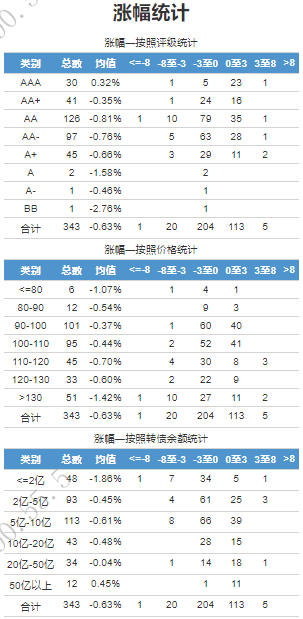 涨幅统计
涨幅—按照评级统计
类别 总数 均值 <=-8 -8至-3 -3至0 0至3 3至8 >8
AAA 30 0.32% 1 5 23 1
AA+ 41 -0.35% 1 24 16
AA 126 -0.81% 1 10 79 35 1
AA- 97 -0.76% 5 63 28 1
A+ 45 -0.66% 3 29 11 2
A 2 -1.58% 2
A- 1 -0.46% 1
BB 1 -2.76% 1
合计 343 -0.63% 1 20 204 113 5
涨幅—按照价格统计
类别 总数 均值 <=-8 -8至-3 -3至0 0至3 3至8 >8
<=80 6 -1.07% 1 4 1
80-90 12 -0.54% 9 3
90-100 101 -0.37% 1 60 40
100-110 95 -0.44% 2 52 41
110-120 45 -0.70% 4 30 8 3
120-130 33 -0.60% 2 22 9
>130 51 -1.42% 1 10 27 11 2
合计 343 -0.63% 1 20 204 113 5
涨幅—按照转债余额统计
类别 总数 均值 <=-8 -8至-3 -3至0 0至3 3至8 >8
<=2亿 48 -1.86% 1 7 34 5 1
2亿-5亿 93 -0.45% 4 61 25 3
5亿-10亿 113 -0.61% 8 66 39
10亿-20亿 43 -0.48% 28 15
20亿-50亿 34 -0.04% 1 14 18 1
50亿以上 12 0.45% 1 11
合计 343 -0.63% 1 20 204 113 5